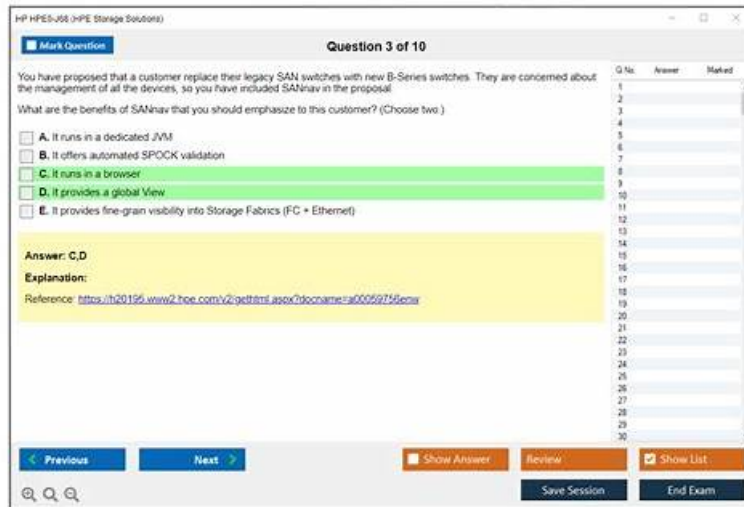 HP HPE0-J68 (HPE Storage Solutions)
Mark Question
Question 3 of 10
You have proposed that a customer replace their legacy SAN switches with new B-Series switches. They are concerned about
the management of all the devices, so you have included SANnav in the proposal
What are the benefits of SANnav that you should emphasize to this customer? (Choose two.)
A. It runs in a dedicated JVM
B. It offers automated SPOCK validation
C. It runs in a browser
D. It provides a global View
E. It provides fine-grain visibility into Storage Fabrics (FC + Ethernet)
Answer: C,D
Explanation:
Reference: https://h20195.www2.hpe.com/v2/gethtml.aspx?docname=a00059756enw
Q No. Answer Marked
1
2
3
4
5
6
7
8
9
10
11
12
13
14
15
16
17
18
19
20
21
22
23
24
25
26
27
28
29
30
Previous
Next
Show Answer
Review
Show List
Save Session
End Exam